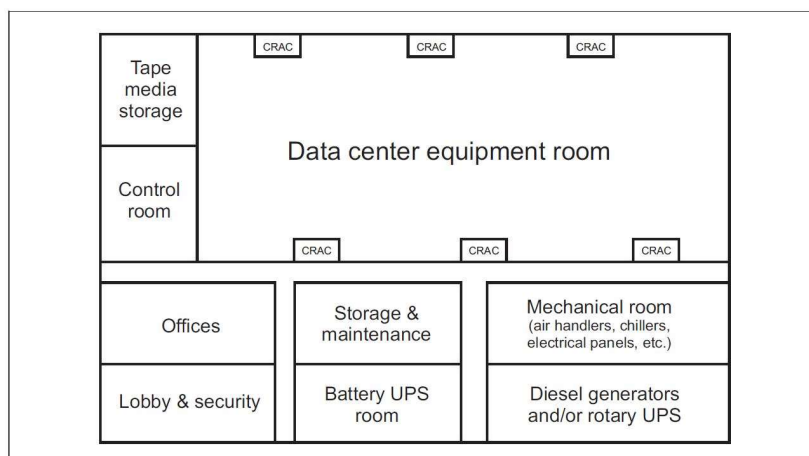 CRAC
CRAC
CRAC
Tape
media
storage
Data center equipment room
Control
room
CRAC
CRAC
CRAC
Offices
Storage &
maintenance
Mechanical room
(air handlers, chillers,
electrical panels, etc.)
Lobby & security
Battery UPS
room
Diesel generators
and/or rotary UPS